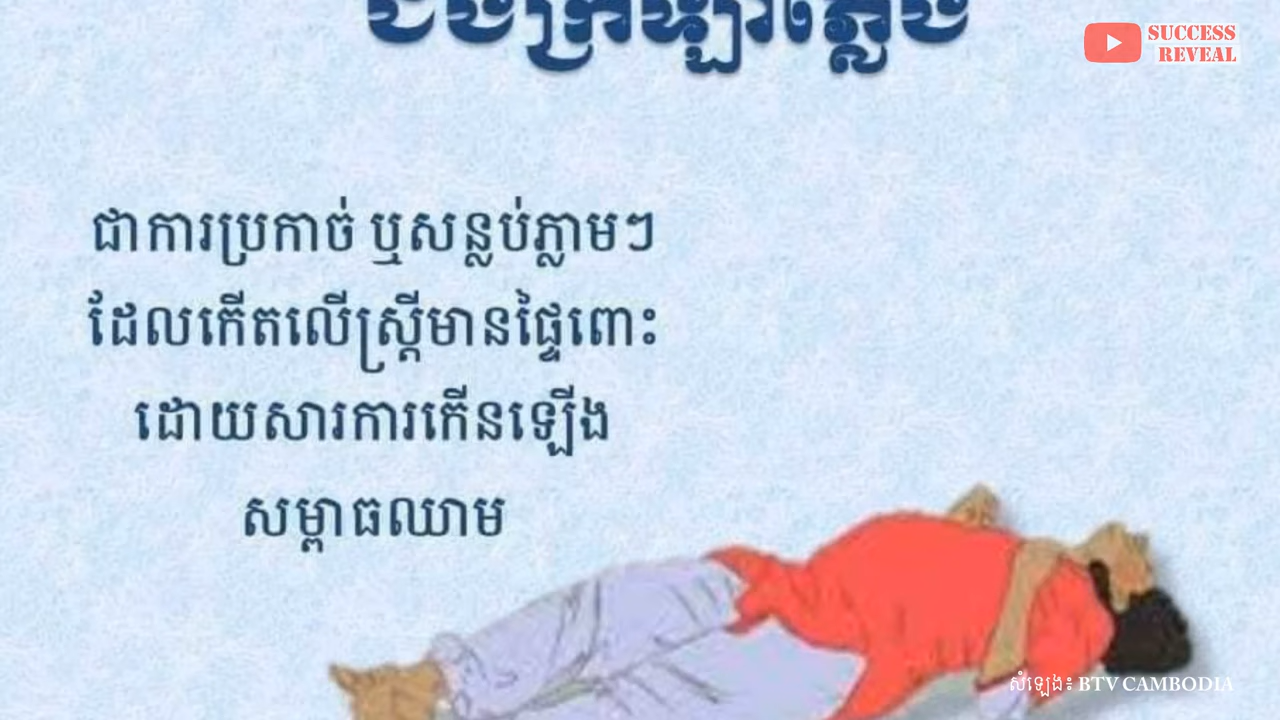 SUCCESS
REVEAL
ជាការប្រកាច់ ឬសន្លប់ភ្លាមៗ
ដែលកើតលើស្ត្រីមានផ្ទៃពោះ
ដោយសារការកើនឡើង
សម្ពាធឈាម
សំឡេង៖ BTV CAMBODIA